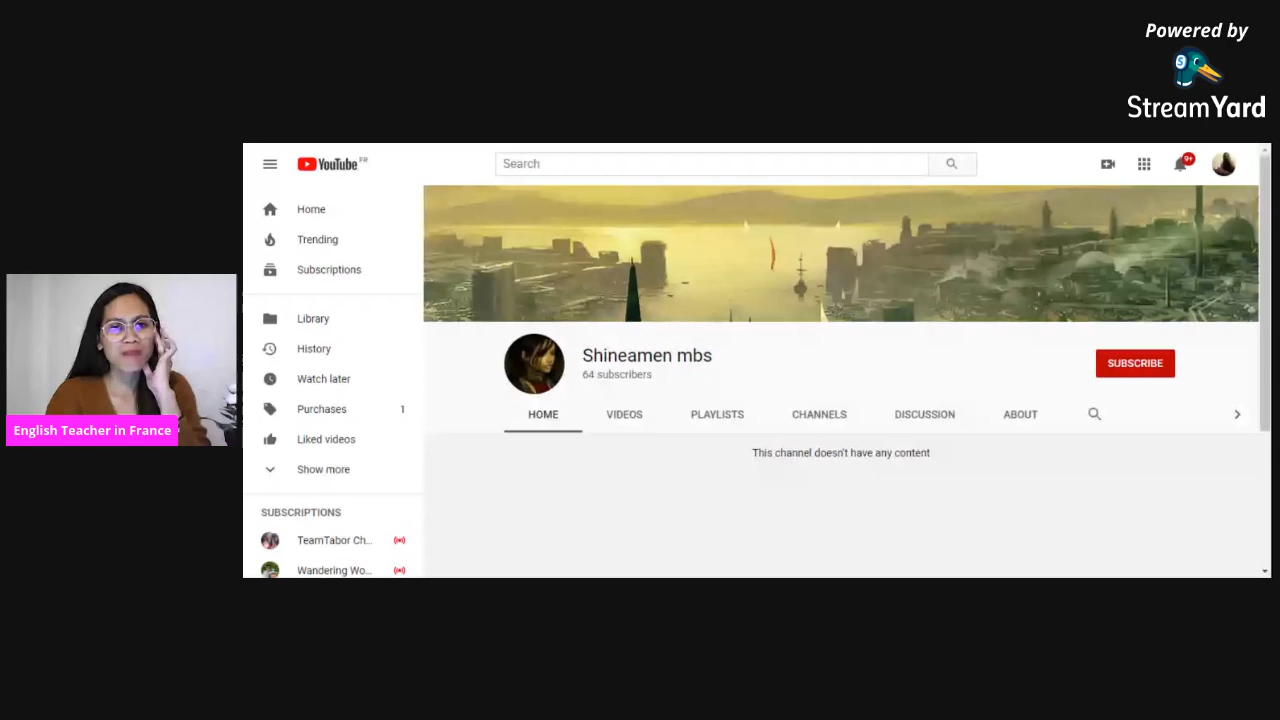 Powered by
StreamYard
YouTube FR
Search
9+
Home
Trending
Subscriptions
Library
History
Watch later
Purchases 1
Liked videos
Show more
SUBSCRIPTIONS
TeamTabor Ch...
Wandering Wo...
Shineamen mbs
64 subscribers
SUBSCRIBE
HOME VIDEOS PLAYLISTS CHANNELS DISCUSSION ABOUT
This channel doesn't have any content
English Teacher in France